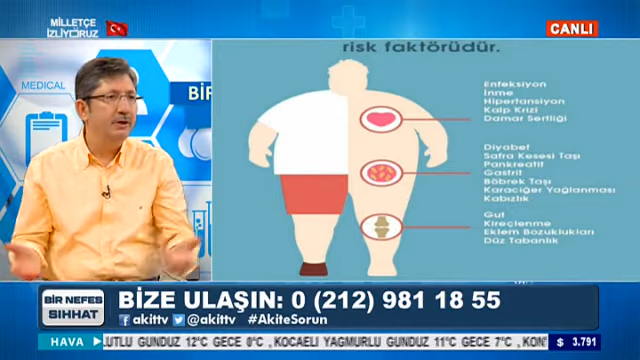 MİLLETÇE
İZLİYORUZ
CANLI
MEDICAL
BİR
risk faktörüdür.
Enfeksiyon
İnme
Hipertansiyon
Kalp Krizi
Damar Sertliği
Diyabet
Safra Kesesi Taşı
Pankreatif
Gastrit
Böbrek Taşı
Karaciğer Yağlanması
Kabızlık
Gut
Kireçlenme
Eklem Bozuklukları
Düz Tabanlık
BİR NEFES
SIHHAT
BİZE ULAŞIN: 0 (212) 981 18 55
akittv @akittv #AkiteSorun
HAVA LUTLU GUNDUZ 12°C GECE 0°C , KOCAELİ YAGMURLU GUNDUZ 11°C GECE 7°C , KON $ 3.791